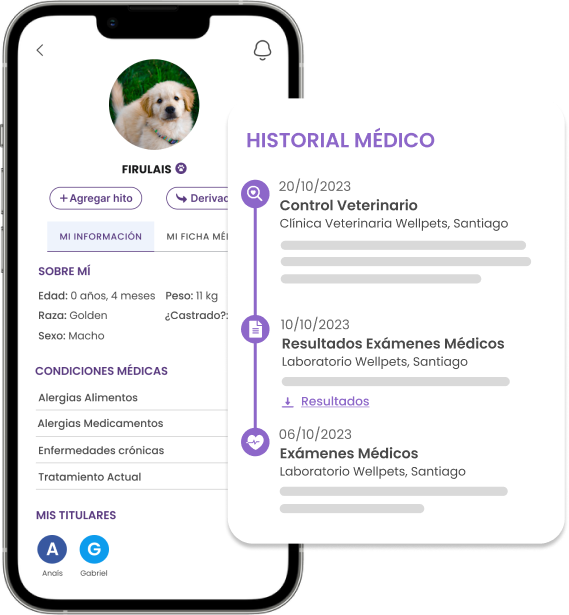 FIRULAIS
+ Agregar hito
Derivac
MI INFORMACIÓN
MI FICHA MÉ
SOBRE MÍ
Edad: 0 años, 4 meses
Peso: 11 kg
Raza: Golden
¿Castrado?:
Sexo: Macho
CONDICIONES MÉDICAS
Alergias Alimentos
Alergias Medicamentos
Enfermedades crónicas
Tratamiento Actual
MIS TITULARES
A
G
Anaïs
Gabriel
HISTORIAL MÉDICO
20/10/2023
Control Veterinario
Clínica Veterinaria Wellpets, Santiago
10/10/2023
Resultados Exámenes Médicos
Laboratorio Wellpets, Santiago
Resultados
06/10/2023
Exámenes Médicos
Laboratorio Wellpets, Santiago